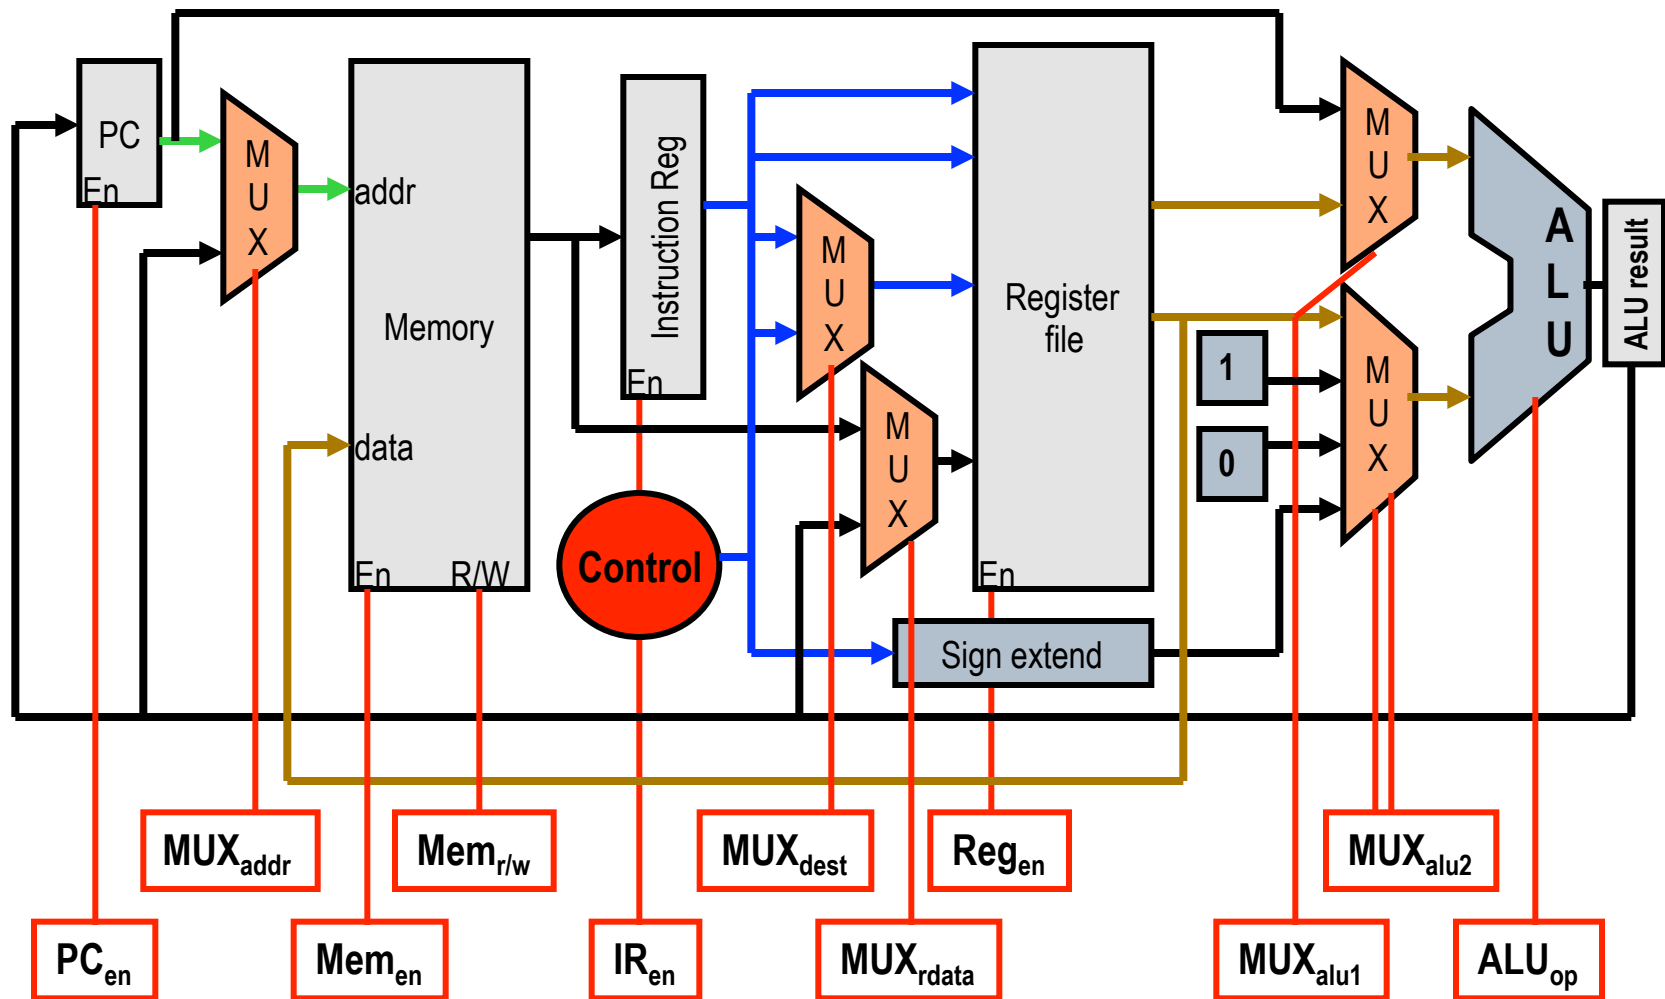 PC
En
M
U
X
addr
Memory
data
En
R/W
Instruction Reg
En
Control
M
U
X
M
U
X
Register
file
En
Sign extend
M
U
X
1
0
M
U
X
A
L
U
ALU result
MUXaddr
Memr/w
MUXdest
Regen
MUXalu2
PCen
Memen
IRen
MUXrdata
MUXalu1
ALUop